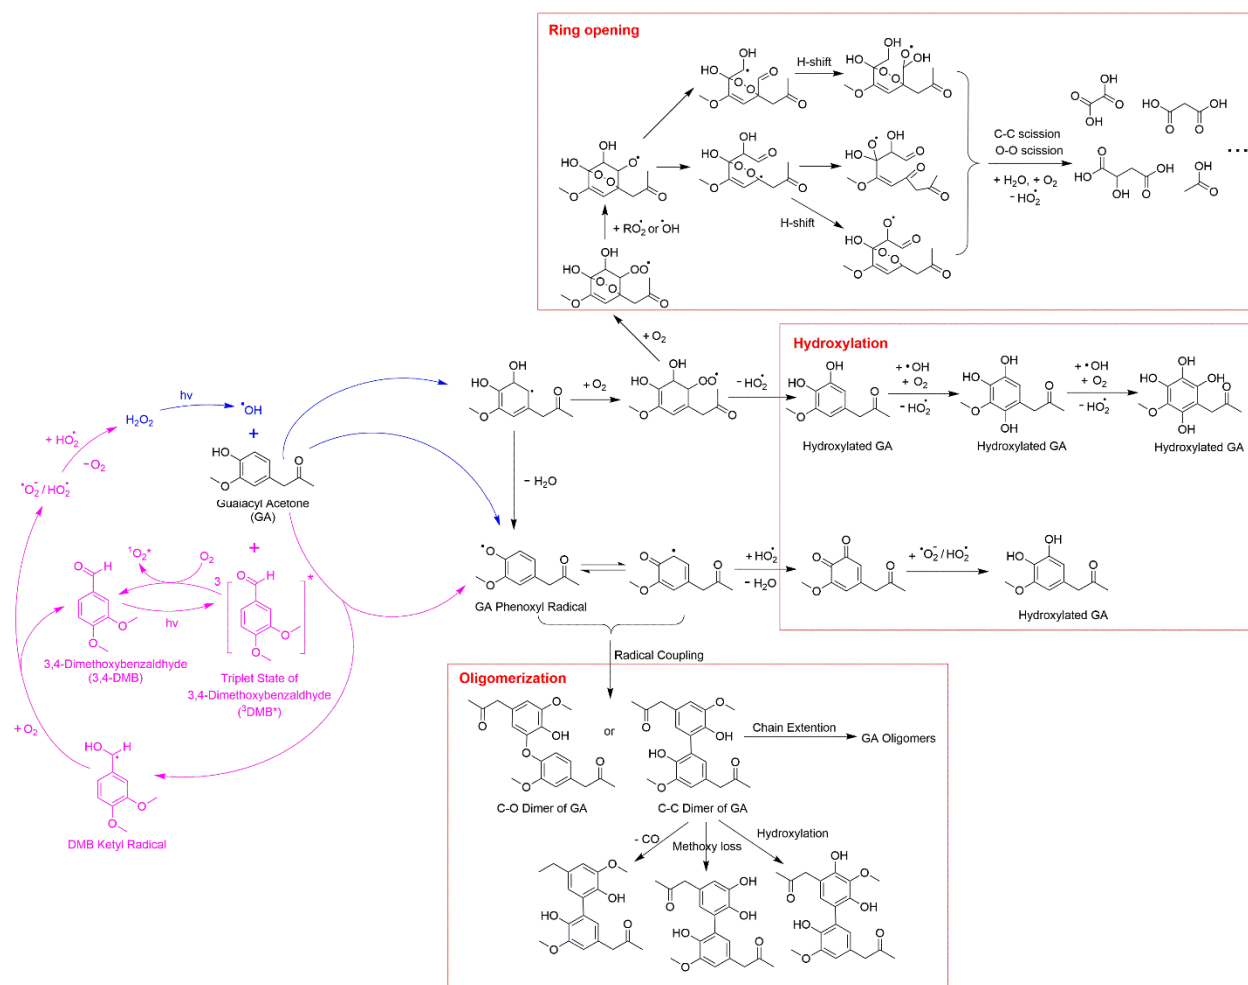 Ring opening
H-shift
C-C scission
O-O scission
+ H₂O, + O₂
- HO₂•
...
H-shift
+ RO₂• or •OH
+ O₂
Hydroxylation
+ O₂
- HO₂•
+ •OH
+ O₂
- HO₂•
+ •OH
+ O₂
- HO₂•
Hydroxylated GA
Hydroxylated GA
Hydroxylated GA
hv
H₂O₂
•OH
+
+ HO₂•
- O₂
•O₂⁻/HO₂•
Guaiacyl Acetone
(GA)
- H₂O
+
¹O₂*
O₂
3
*
hv
3,4-Dimethoxybenzaldhyde
(3,4-DMB)
Triplet State of
3,4-Dimethoxybenzaldhyde
(³DMB*)
GA Phenoxyl Radical
+ HO₂•
- H₂O
+ •O₂⁻/HO₂•
Hydroxylated GA
Radical Coupling
+ O₂
DMB Ketyl Radical
Oligomerization
or
Chain Extention
GA Oligomers
C-O Dimer of GA
C-C Dimer of GA
- CO
Methoxy loss
Hydroxylation